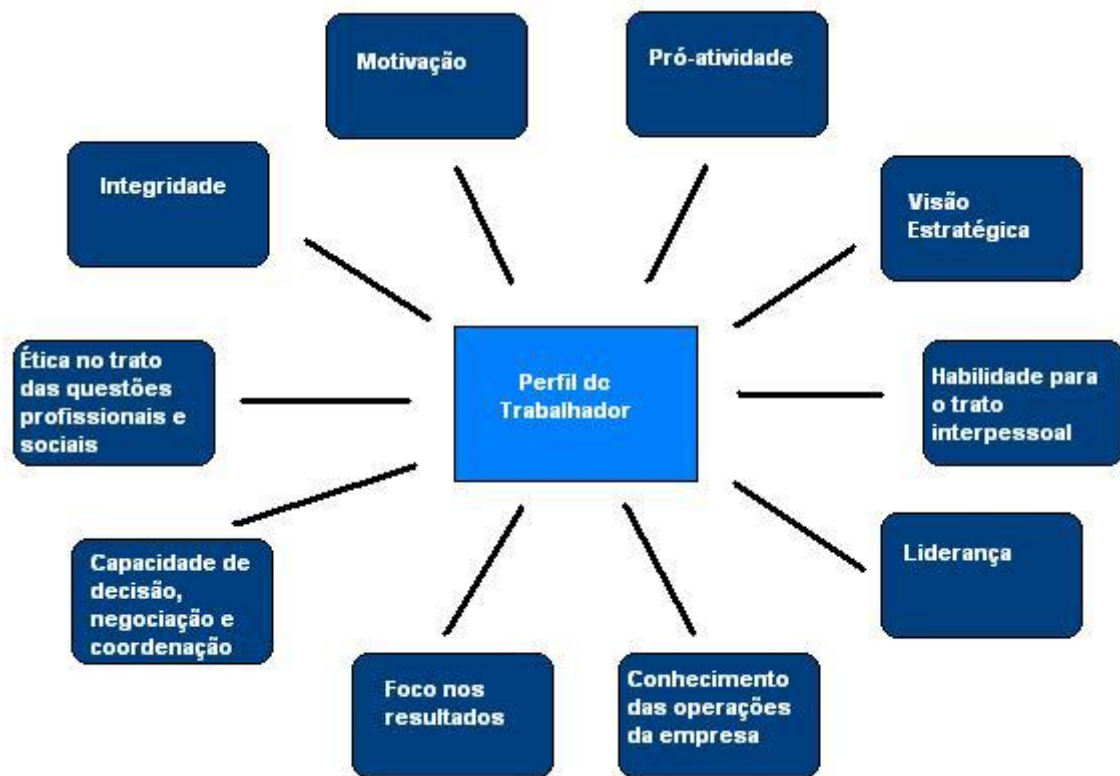 Motivação
Pró-atividade
Integridade
Visão
Estratégica
Ética no trato
das questões
profissionais e
sociais
Perfil do
Trabalhador
Habilidade para
o trato
interpessoal
Capacidade de
decisão,
negociação e
coordenação
Liderança
Foco nos
resultados
Conhecimento
das operações
da empresa